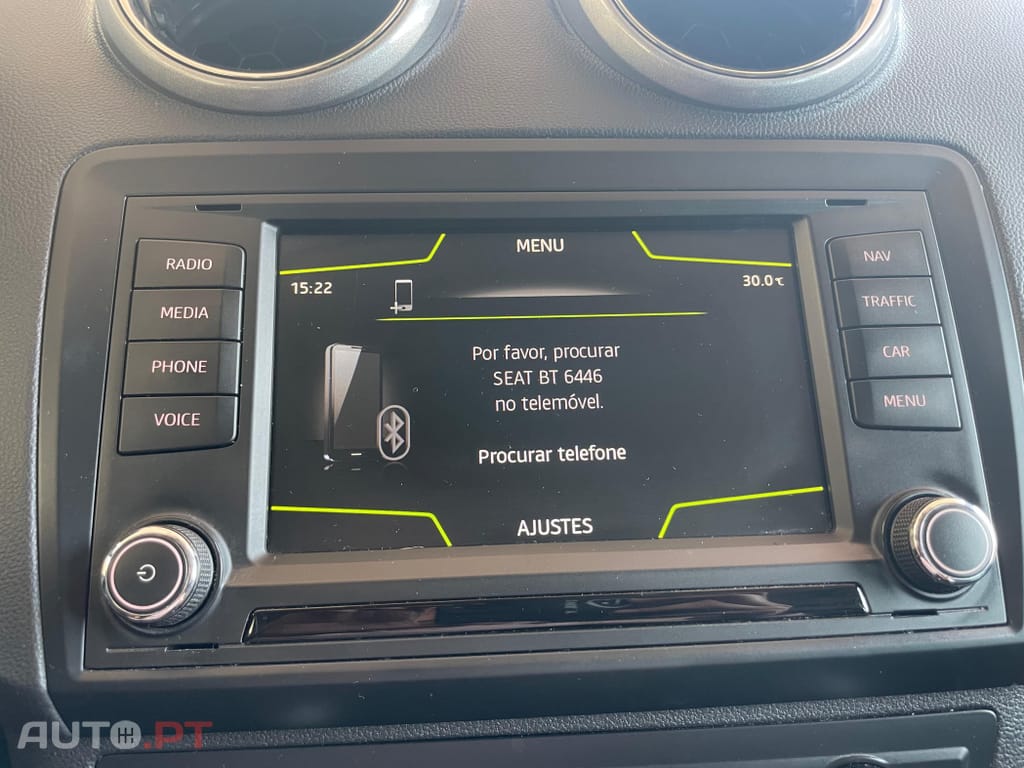 MENU
15:22
30.0℃
Por favor, procurar
SEAT BT 6446
no telemóvel.
Procurar telefone
AJUSTES
RADIO
MEDIA
PHONE
VOICE
NAV
TRAFFIC
CAR
MENU
AUTO.PT